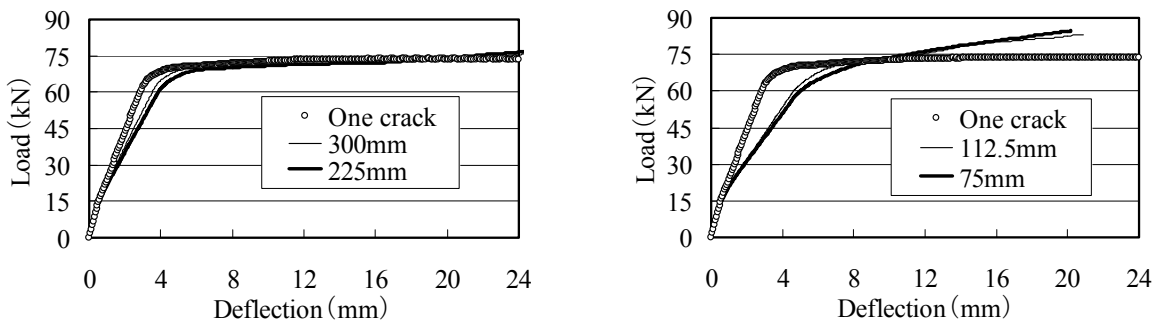 90
75
60
45
30
15
0
Load (kN)
One crack
300mm
225mm
0 4 8 12 16 20 24
Deflection (mm)
90
75
60
45
30
15
0
Load (kN)
One crack
112.5mm
75mm
0 4 8 12 16 20 24
Deflection (mm)